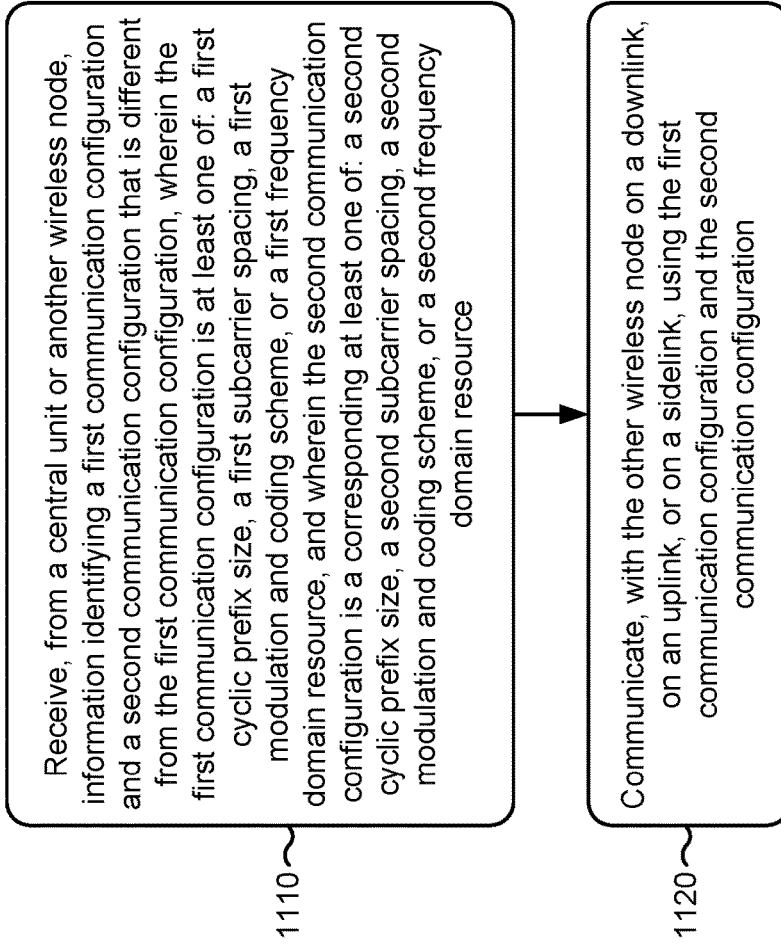 1110
Receive, from a central unit or another wireless node,
information identifying a first communication configuration
and a second communication configuration that is different
from the first communication configuration, wherein the
first communication configuration is at least one of: a first
cyclic prefix size, a first subcarrier spacing, a first
modulation and coding scheme, or a first frequency
domain resource, and wherein the second communication
configuration is a corresponding at least one of: a second
cyclic prefix size, a second subcarrier spacing, a second
modulation and coding scheme, or a second frequency
domain resource
1120
Communicate, with the other wireless node on a downlink,
on an uplink, or on a sidelink, using the first
communication configuration and the second
communication configuration